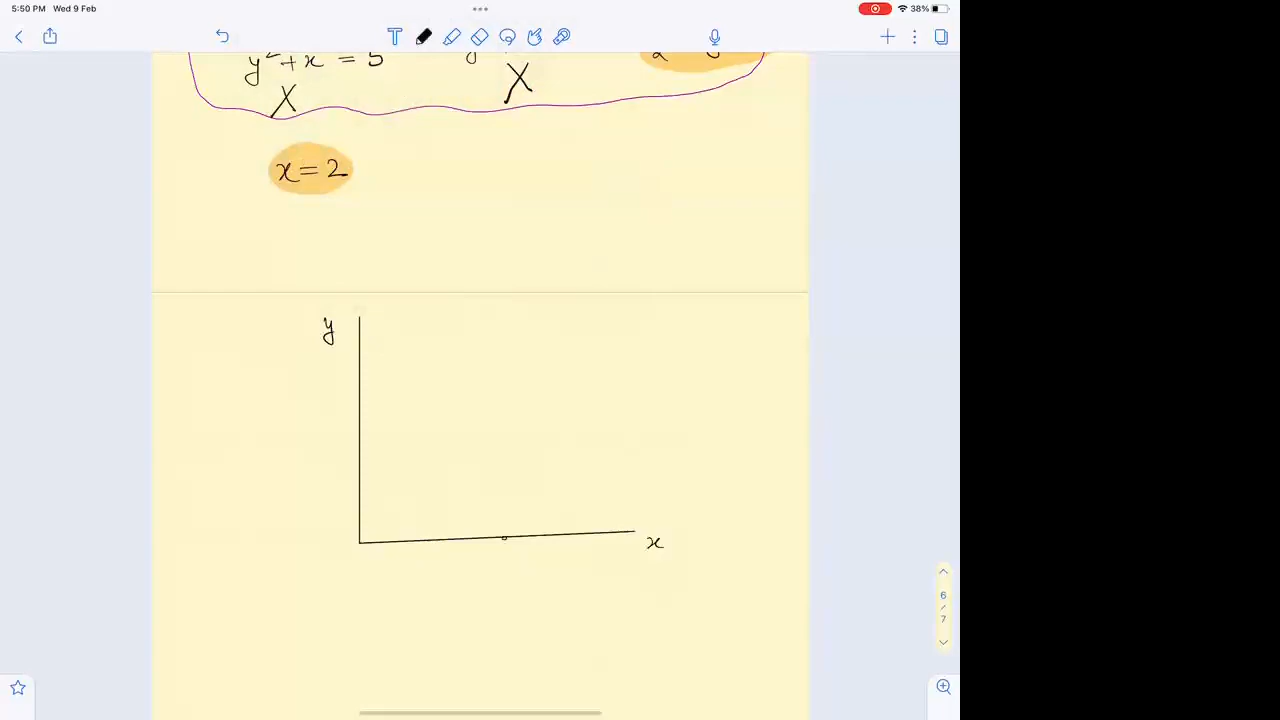 5:50 PM Wed 9 Feb
38%
T
y² + x = 5
X
X
x = 2
y
x
6
/
7